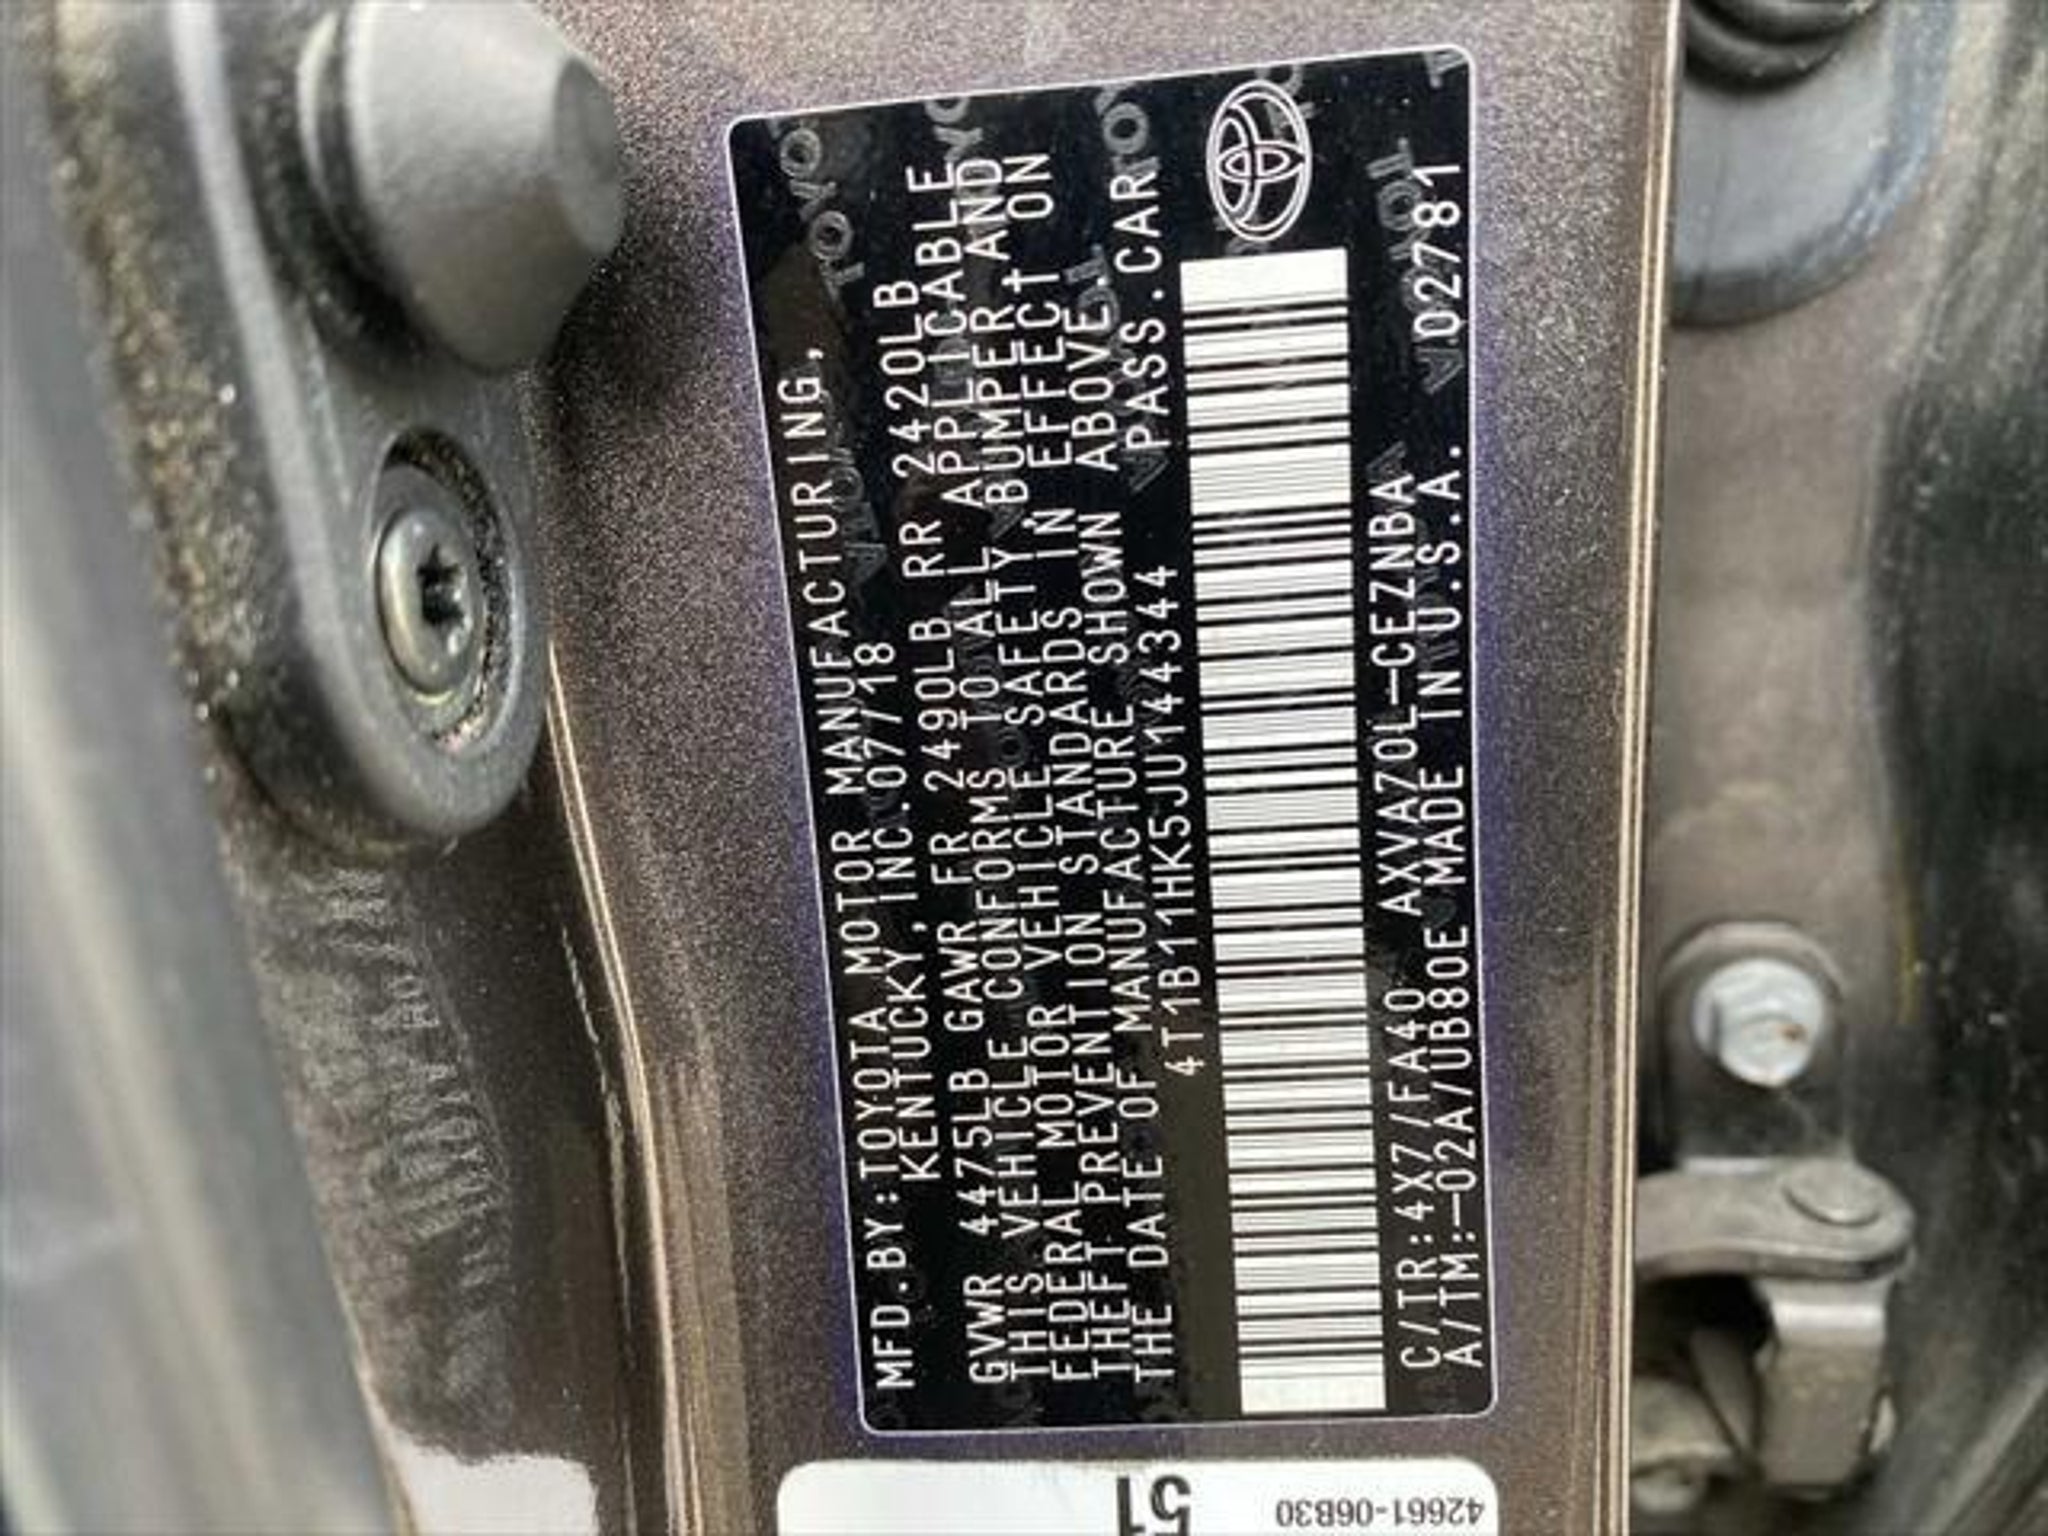 MFD.BY:TOYOTA MOTOR MANUFACTURING,
KENTUCKY, INC.07/18
GVWR 4475LB GAWR FR 2490LB RR 2420LB
THIS VEHICLE CONFORMS TO ALL APPLICABLE
FEDERAL MOTOR VEHICLE SAFETY BUMPER AND
THEFT PREVENTION STANDARDS IN EFFECT ON
THE DATE OF MANUFACTURE SHOWN ABOVE.
4T1B11HK5JU144344 PASS.CAR
C/TR:4X7/FA40 AXVA70L-CEZNBA
A/TM:-02A/UB80E MADE IN U.S.A. V02781
51
42661-06B30